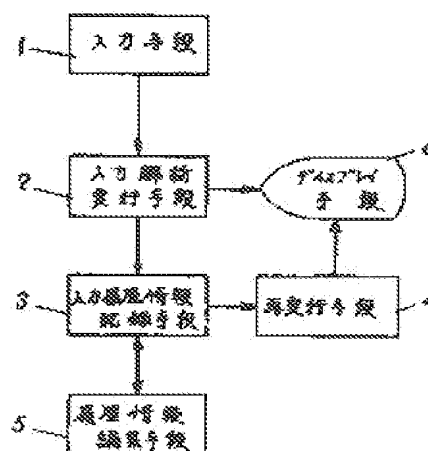 1
入力手段
2
入力解析
実行手段
ディスプレイ
手段
3
入力履歴情報
記憶手段
再実行手段
5
履歴情報
編集手段